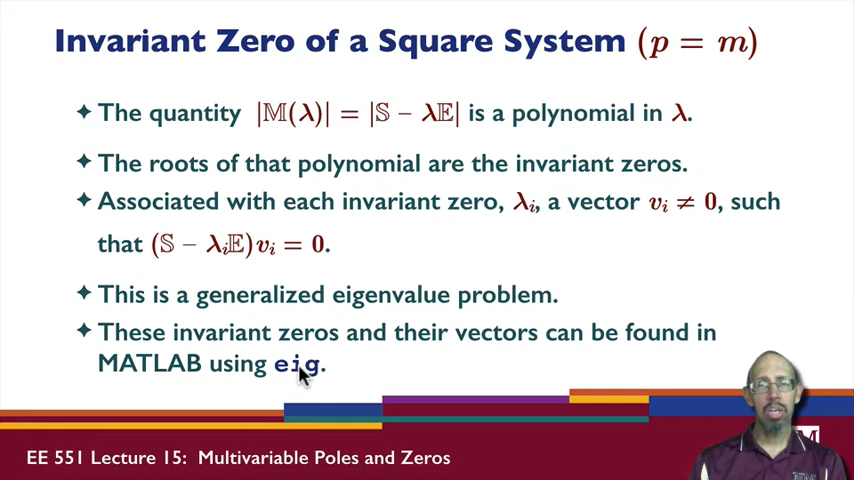 Invariant Zero of a Square System (p = m)
✦ The quantity |𝕄(λ)| = |𝕊 − λ𝔼| is a polynomial in λ.
✦ The roots of that polynomial are the invariant zeros.
✦ Associated with each invariant zero, λᵢ, a vector vᵢ ≠ 0, such
that (𝕊 − λᵢ𝔼)vᵢ = 0.
✦ This is a generalized eigenvalue problem.
✦ These invariant zeros and their vectors can be found in
MATLAB using eig.
EE 551 Lecture 15: Multivariable Poles and Zeros